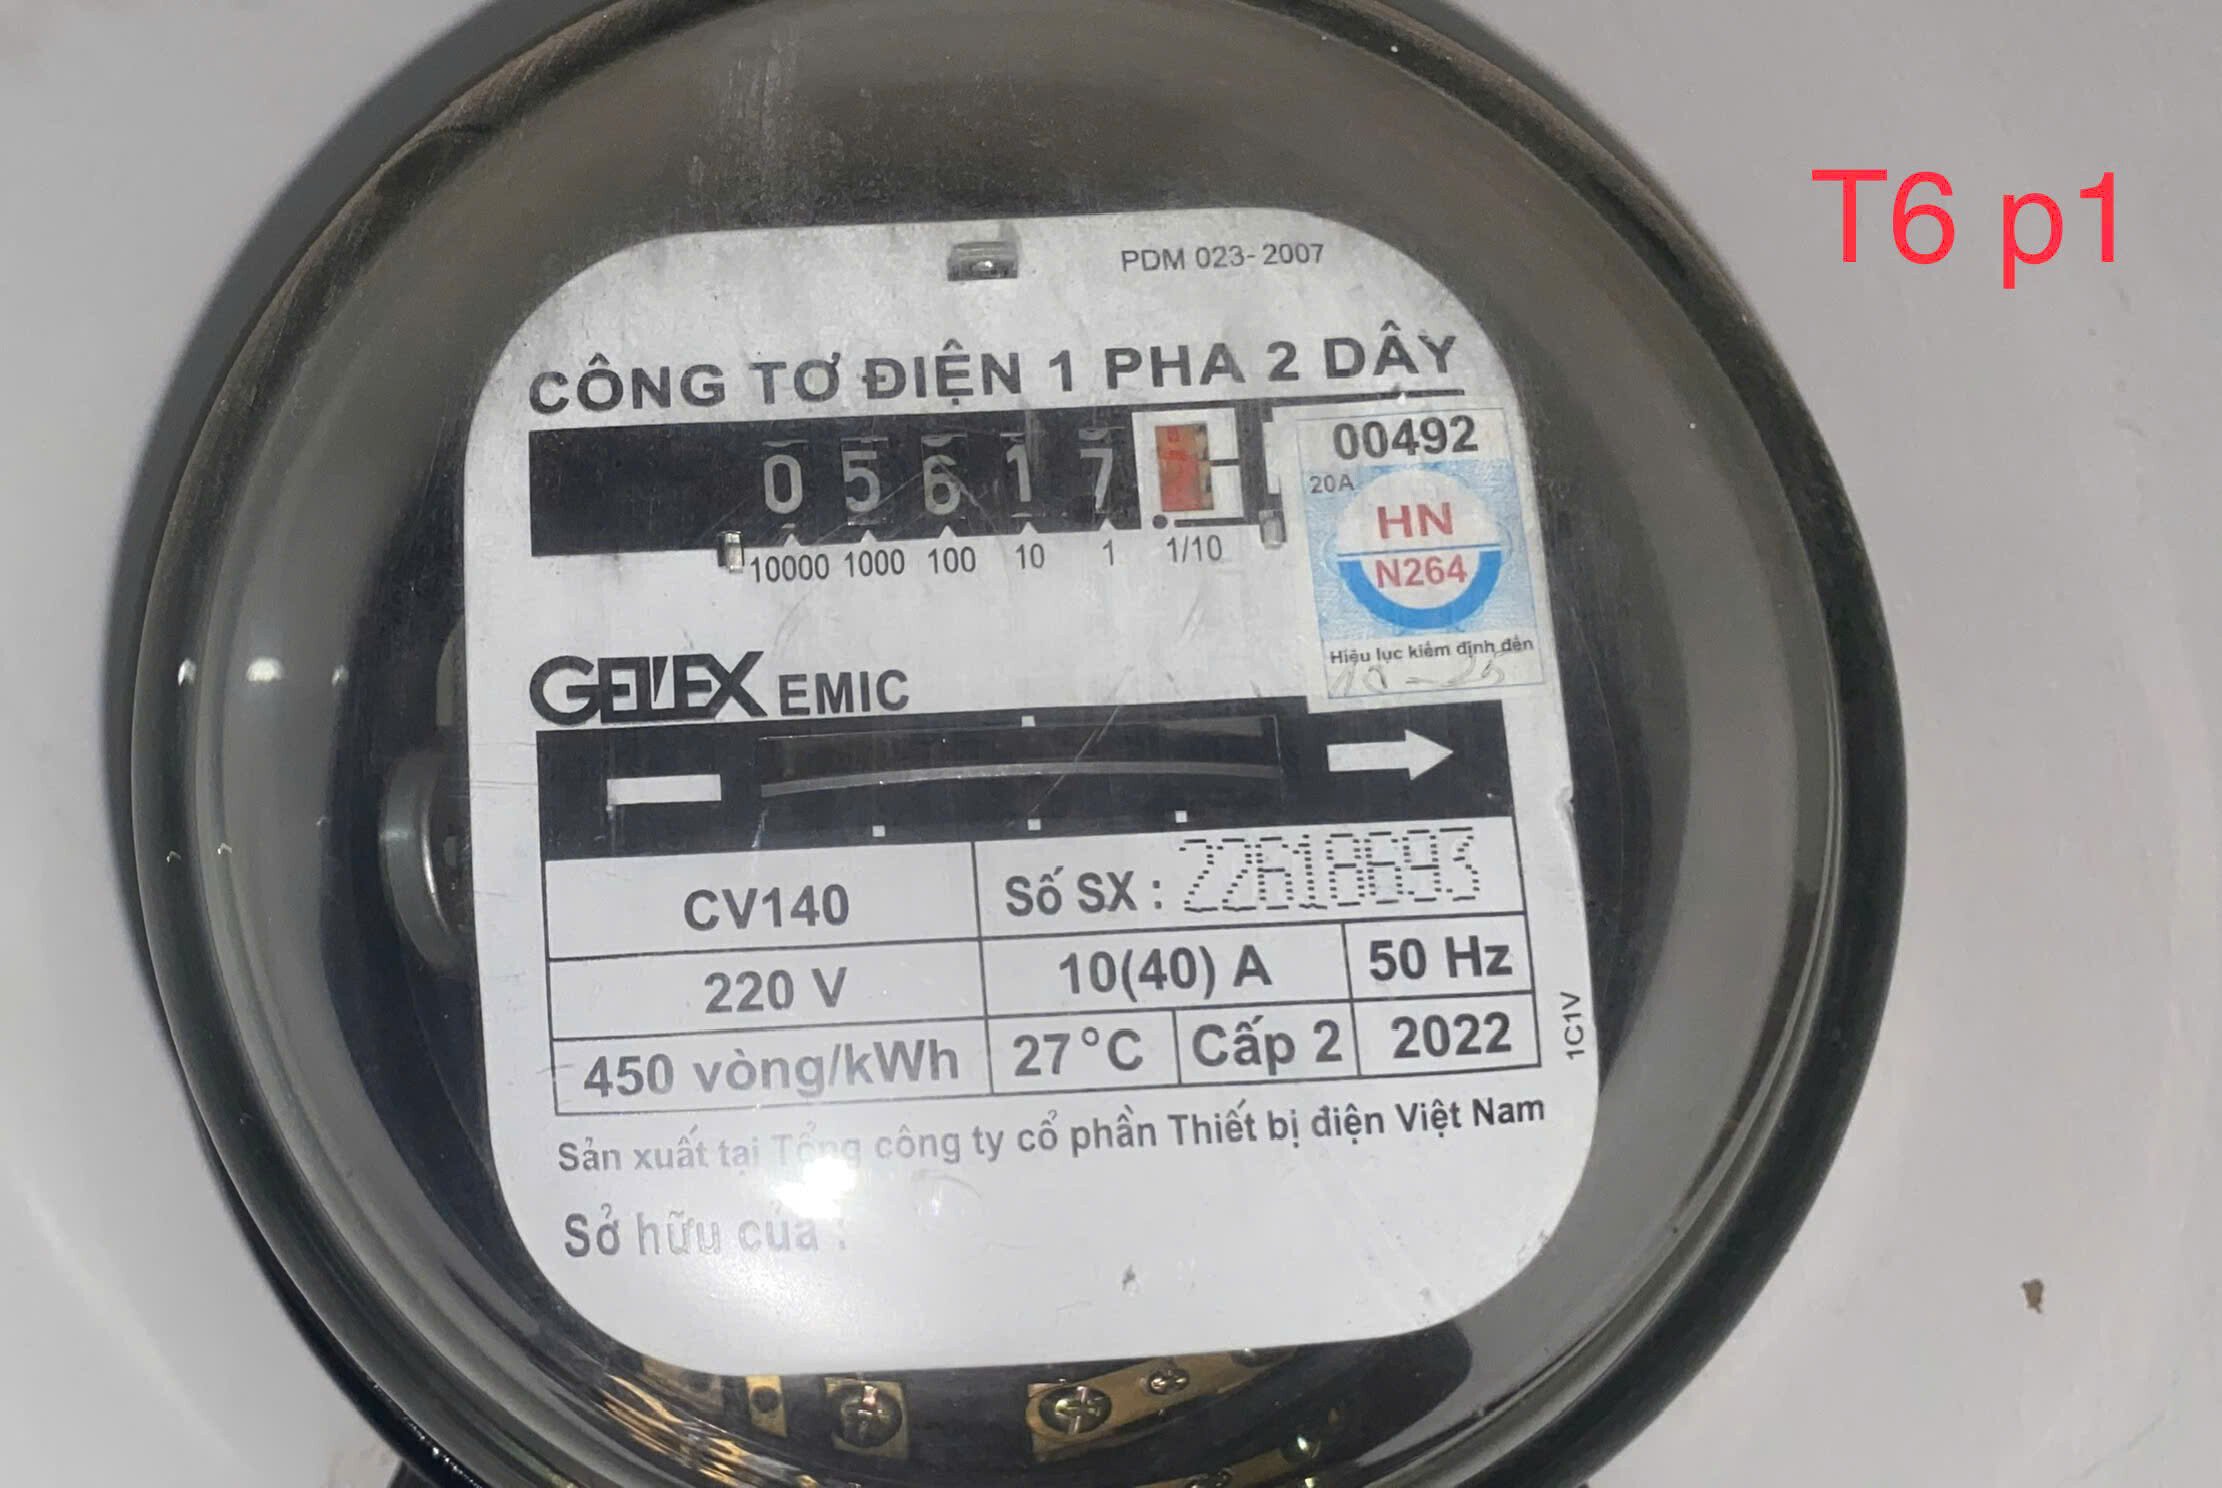 T6 p1
PDM 023-2007
CÔNG TƠ ĐIỆN 1 PHA 2 DÂY
0 5 6 1 7
10000 1000 100 10 1 1/10
00492
20A
HN
N264
Hiệu lực kiểm định đến
GELEX EMIC
CV140 Số SX : 22618693
220 V 10(40) A 50 Hz
450 vòng/kWh 27°C Cấp 2 2022
1C1V
Sản xuất tại Tổng công ty cổ phần Thiết bị điện Việt Nam
Sở hữu của :